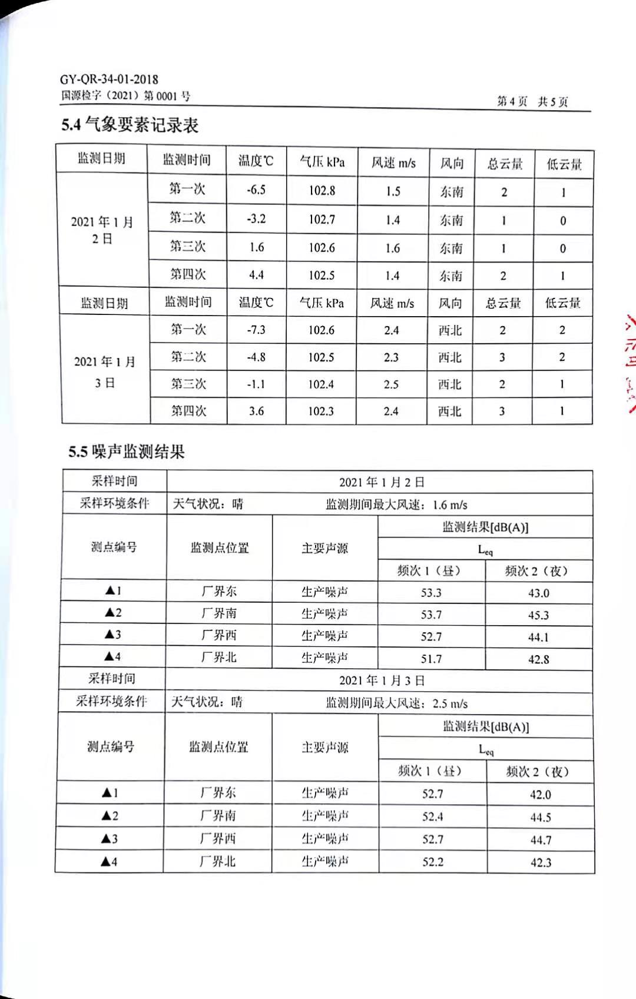 GY-QR-34-01-2018
国源检字（2021）第 0001 号
第 4 页 共 5 页
5.4 气象要素记录表
监测日期 监测时间 温度℃ 气压 kPa 风速 m/s 风向 总云量 低云量
2021 年 1 月 2 日
第一次 -6.5 102.8 1.5 东南 2 1
第二次 -3.2 102.7 1.4 东南 1 0
第三次 1.6 102.6 1.6 东南 1 0
第四次 4.4 102.5 1.4 东南 2 1
监测日期 监测时间 温度℃ 气压 kPa 风速 m/s 风向 总云量 低云量
2021 年 1 月 3 日
第一次 -7.3 102.6 2.4 西北 2 2
第二次 -4.8 102.5 2.3 西北 3 2
第三次 -1.1 102.4 2.5 西北 2 1
第四次 3.6 102.3 2.4 西北 3 1
5.5 噪声监测结果
采样时间 2021 年 1 月 2 日
采样环境条件 天气状况：晴 监测期间最大风速：1.6 m/s
测点编号 监测点位置 主要声源 监测结果[dB(A)]
Leq
频次 1（昼） 频次 2（夜）
▲1 厂界东 生产噪声 53.3 43.0
▲2 厂界南 生产噪声 53.7 45.3
▲3 厂界西 生产噪声 52.7 44.1
▲4 厂界北 生产噪声 51.7 42.8
采样时间 2021 年 1 月 3 日
采样环境条件 天气状况：晴 监测期间最大风速：2.5 m/s
测点编号 监测点位置 主要声源 监测结果[dB(A)]
Leq
频次 1（昼） 频次 2（夜）
▲1 厂界东 生产噪声 52.7 42.0
▲2 厂界南 生产噪声 52.4 44.5
▲3 厂界西 生产噪声 52.7 44.7
▲4 厂界北 生产噪声 52.2 42.3